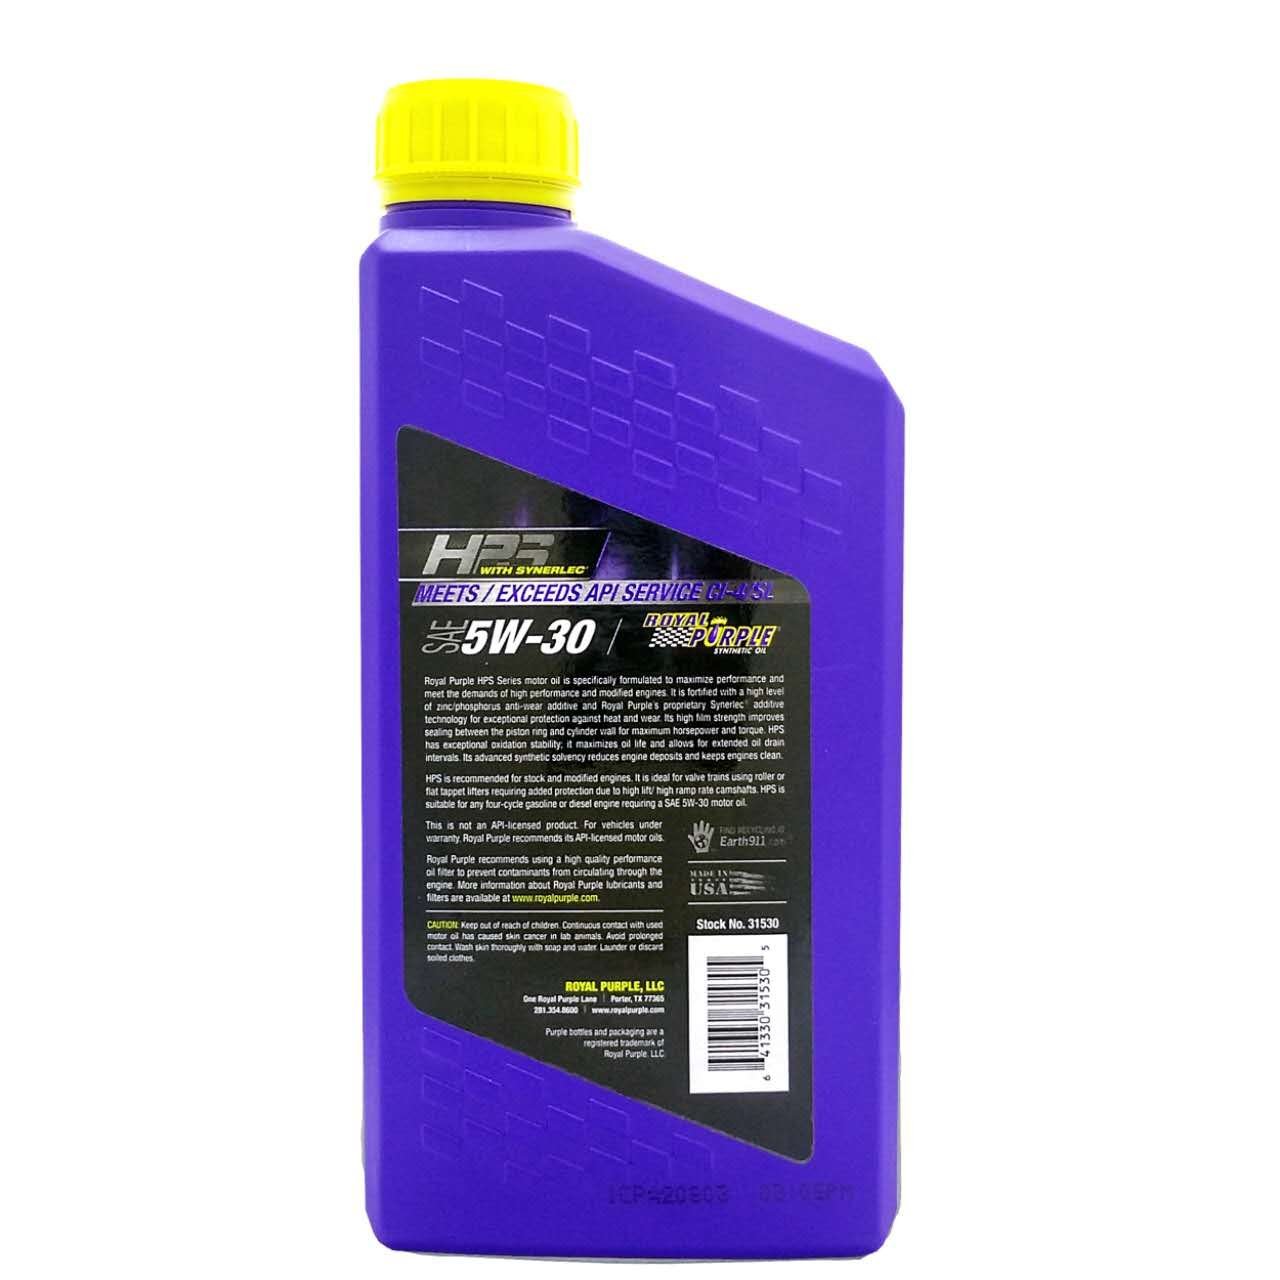 HPS
WITH SYNERLEC®
MEETS / EXCEEDS API SERVICE CI-4/SL
SAE 5W-30 /
ROYAL
PURPLE®
SYNTHETIC OIL
Royal Purple HPS Series motor oil is specifically formulated to maximize performance and
meet the demands of high performance and modified engines. It is fortified with a high level
of zinc/phosphorus anti-wear additive and Royal Purple's proprietary Synerlec® additive
technology for exceptional protection against heat and wear. Its high film strength improves
sealing between the piston ring and cylinder wall for maximum horsepower and torque. HPS
has exceptional oxidation stability; it maximizes oil life and allows for extended oil drain
intervals. Its advanced synthetic solvency reduces engine deposits and keeps engines clean.
HPS is recommended for stock and modified engines. It is ideal for valve trains using roller or
flat tappet lifters requiring added protection due to high lift/ high ramp rate camshafts. HPS is
suitable for any four-cycle gasoline or diesel engine requiring a SAE 5W-30 motor oil.
This is not an API-licensed product. For vehicles under
warranty, Royal Purple recommends its API-licensed motor oils.
Royal Purple recommends using a high quality performance
oil filter to prevent contaminants from circulating through the
engine. More information about Royal Purple lubricants and
filters are available at www.royalpurple.com.
CAUTION: Keep out of reach of children. Continuous contact with used
motor oil has caused skin cancer in lab animals. Avoid prolonged
contact. Wash skin thoroughly with soap and water. Launder or discard
soiled clothes.
ROYAL PURPLE, LLC
One Royal Purple Lane | Porter, TX 77365
281.354.8600 | www.royalpurple.com
Purple bottles and packaging are a
registered trademark of
Royal Purple, LLC
FIND RECYCLING AT
Earth911.com
MADE IN
USA
Stock No. 31530
6 41330 31530 5